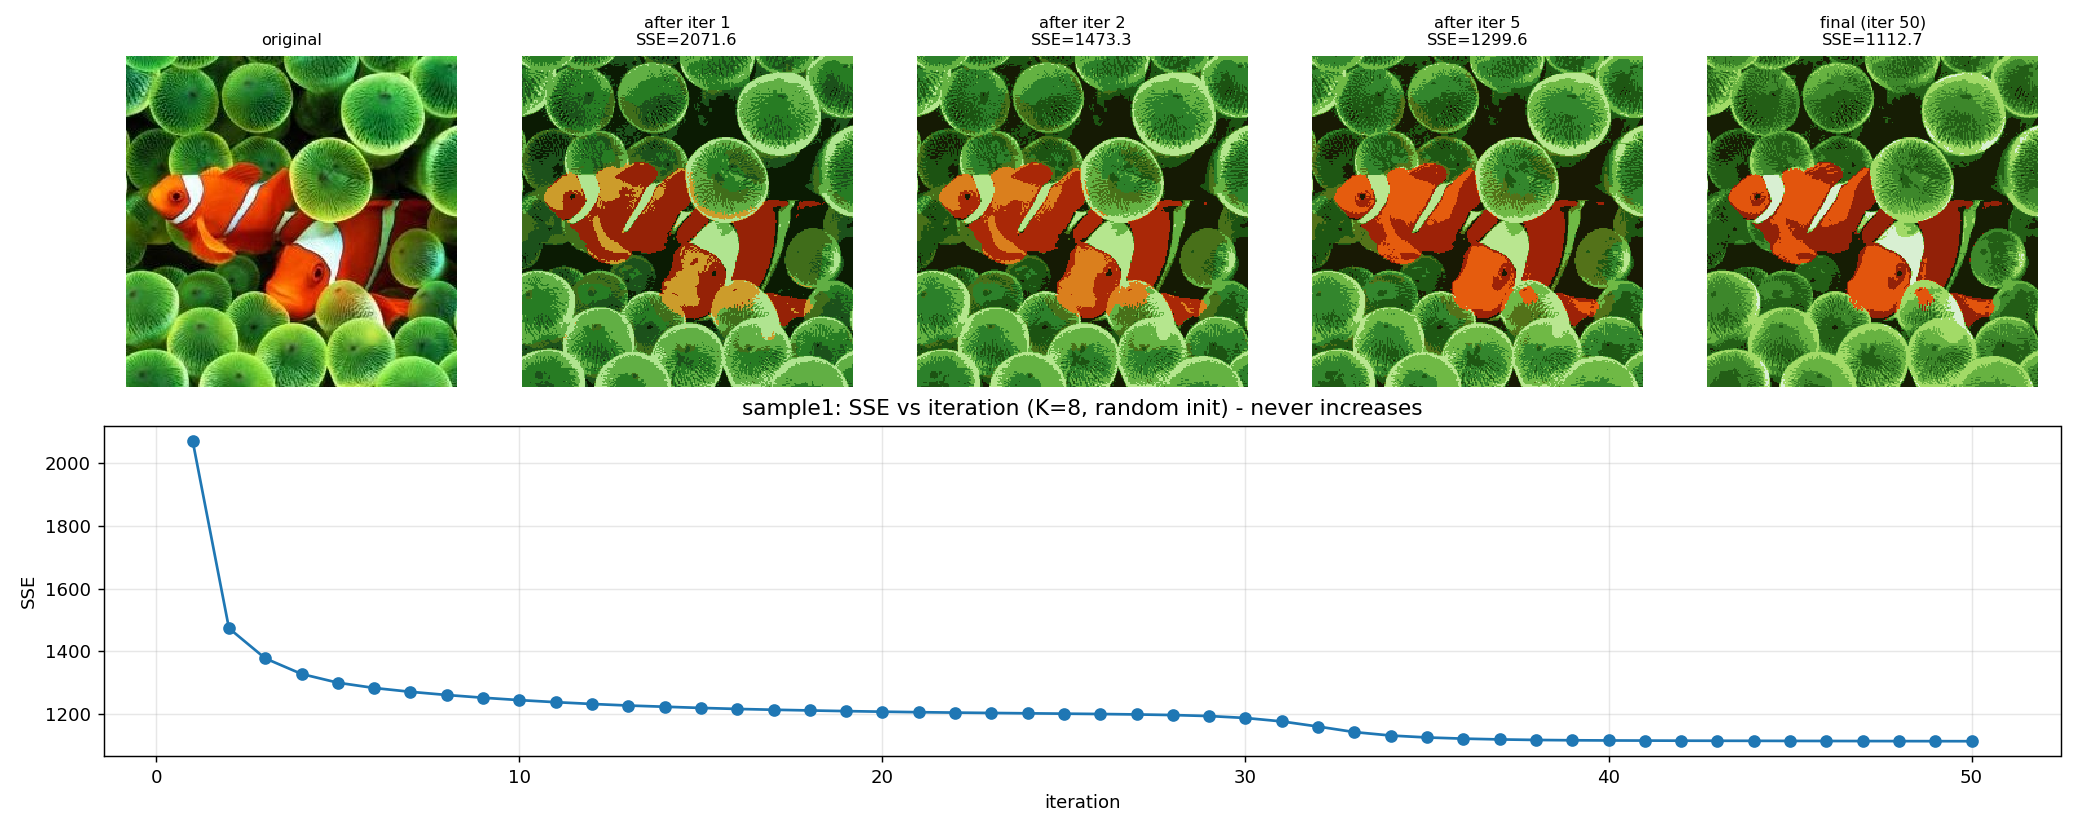 original
after iter 1
SSE=2071.6
after iter 2
SSE=1473.3
after iter 5
SSE=1299.6
final (iter 50)
SSE=1112.7
sample1: SSE vs iteration (K=8, random init) - never increases
SSE
2000
1800
1600
1400
1200
0 10 20 30 40 50
iteration